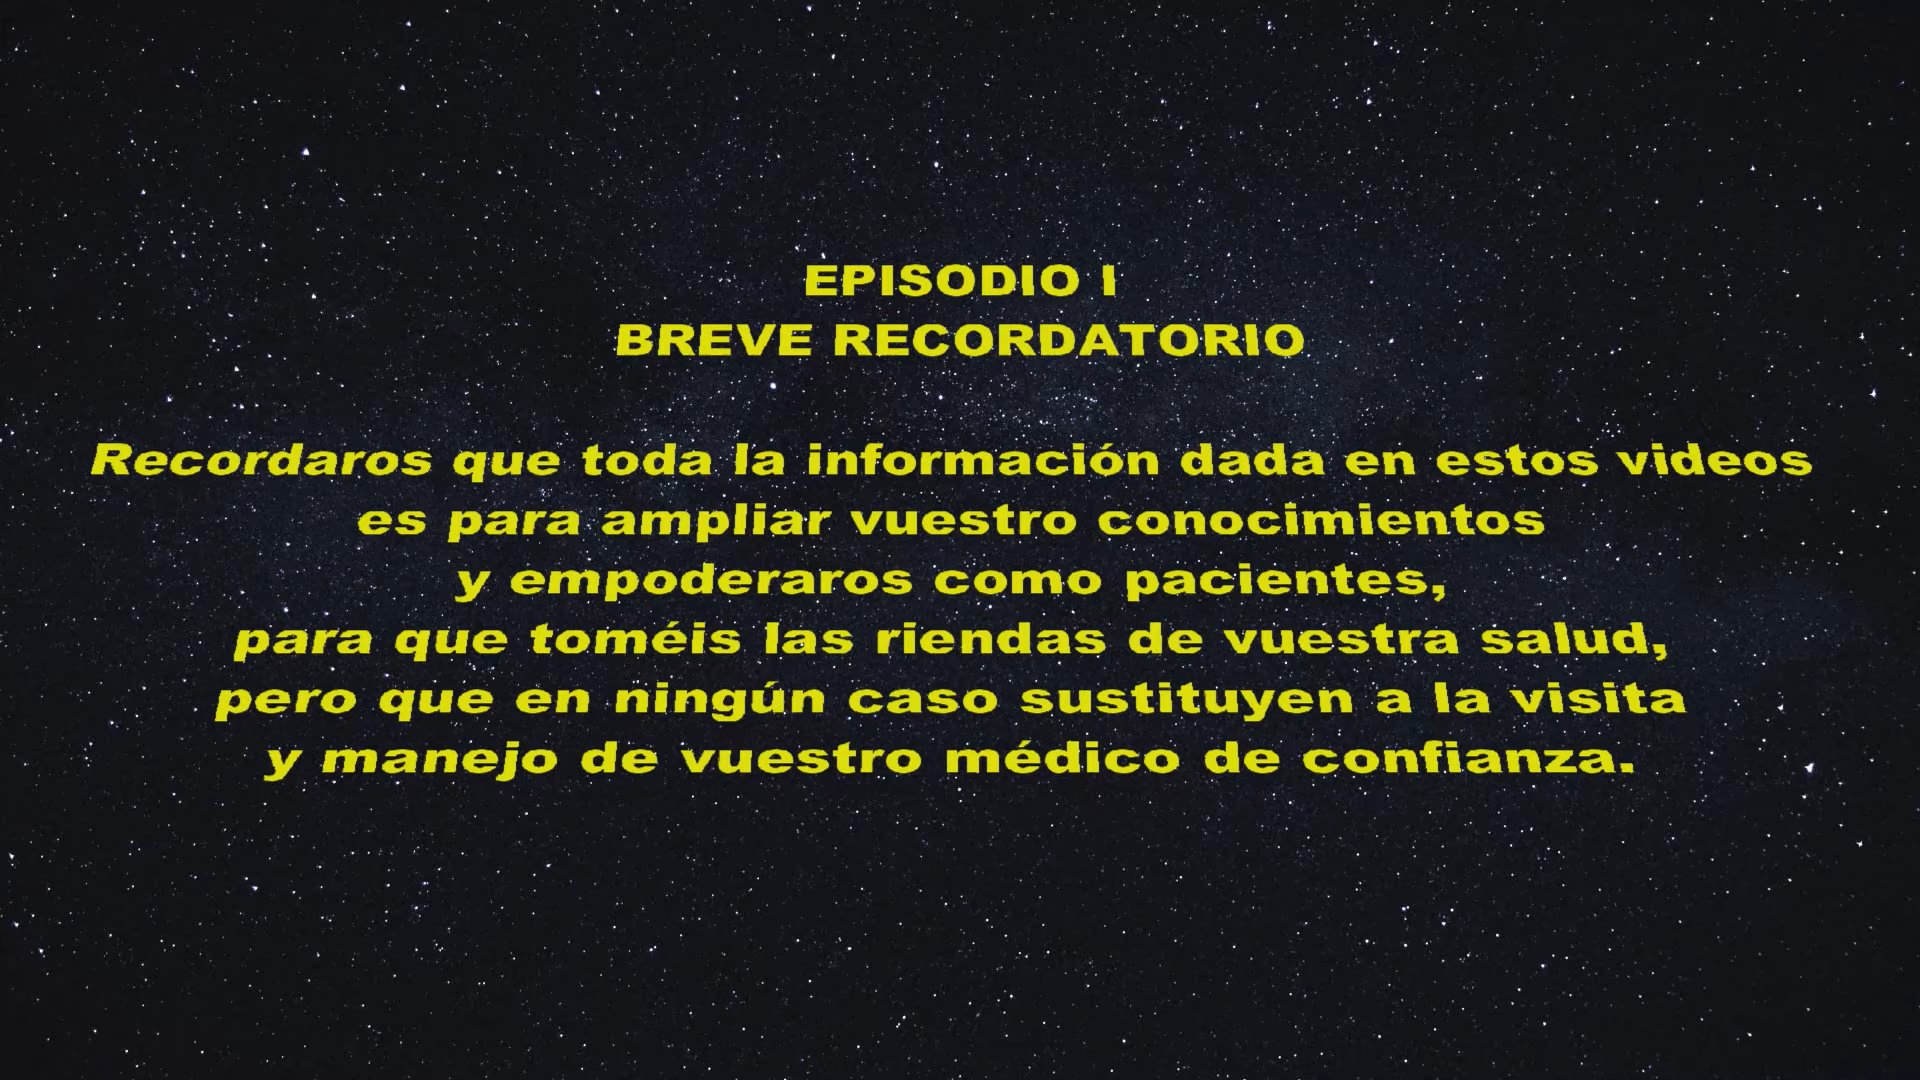 EPISODIO I
BREVE RECORDATORIO
Recordaros que toda la información dada en estos videos
es para ampliar vuestro conocimientos
y empoderaros como pacientes,
para que toméis las riendas de vuestra salud,
pero que en ningún caso sustituyen a la visita
y manejo de vuestro médico de confianza.